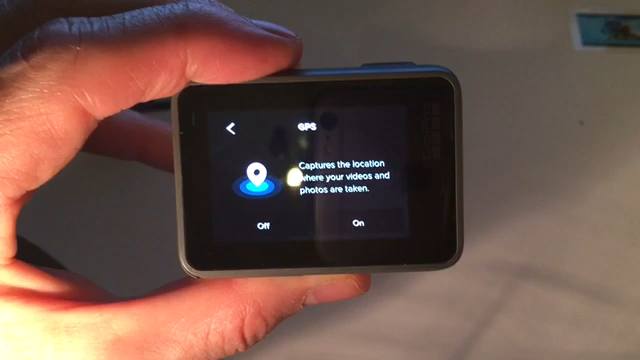 GPS
Captures the location
where your videos and
photos are taken.
Off
On